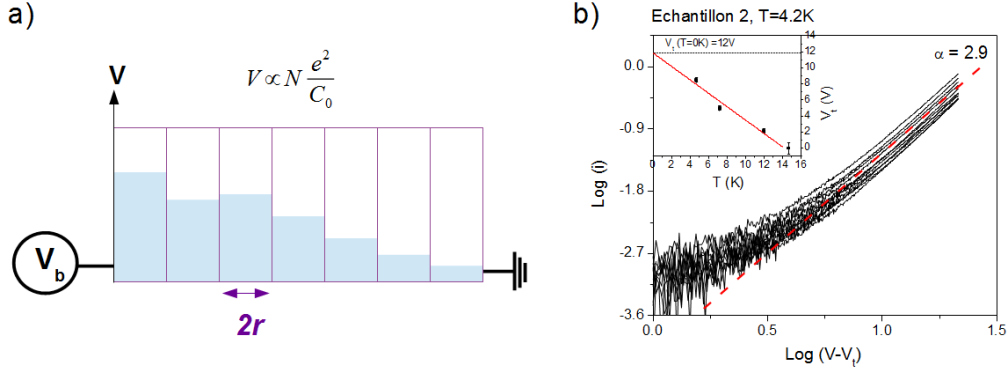 a)
V
V ∝ N e²/C₀
V_b
2r
b)
Echantillon 2, T=4.2K
V_t (T=0K) =12V
α = 2.9
12
10
8
6
4
2
0
V_t (V)
0 2 4 6 8 10 12 14 16
T (K)
0.0
-0.9
-1.8
-2.7
-3.6
Log (i)
0.0 0.5 1.0 1.5
Log (V-V_t)